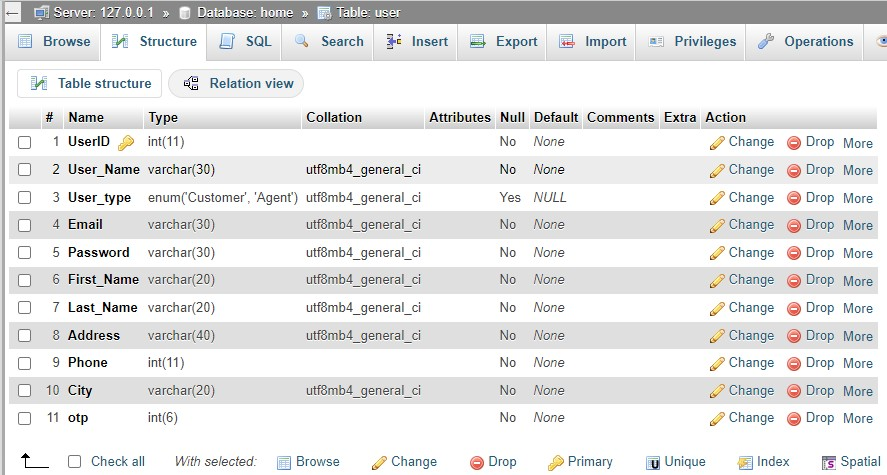 Server: 127.0.0.1 » Database: home » Table: user
Browse Structure SQL Search Insert Export Import Privileges Operations
Table structure Relation view
# Name Type Collation Attributes Null Default Comments Extra Action
1 UserID int(11) No None Change Drop More
2 User_Name varchar(30) utf8mb4_general_ci No None Change Drop More
3 User_type enum('Customer', 'Agent') utf8mb4_general_ci Yes NULL Change Drop More
4 Email varchar(30) utf8mb4_general_ci No None Change Drop More
5 Password varchar(30) utf8mb4_general_ci No None Change Drop More
6 First_Name varchar(20) utf8mb4_general_ci No None Change Drop More
7 Last_Name varchar(20) utf8mb4_general_ci No None Change Drop More
8 Address varchar(40) utf8mb4_general_ci No None Change Drop More
9 Phone int(11) No None Change Drop More
10 City varchar(20) utf8mb4_general_ci No None Change Drop More
11 otp int(6) No None Change Drop More
Check all With selected: Browse Change Drop Primary Unique Index Spatial